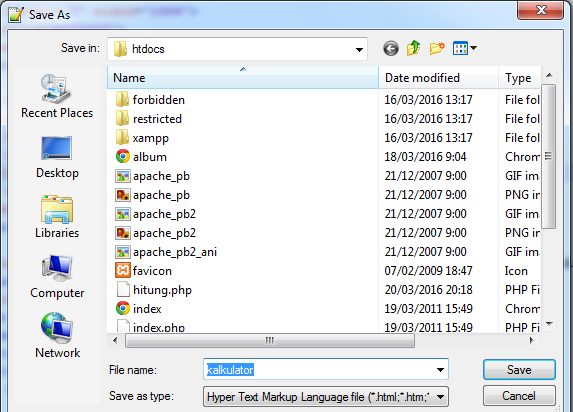 Save As
Save in: htdocs
Name Date modified Type
forbidden 16/03/2016 13:17 File fol
restricted 16/03/2016 13:17 File fol
xampp 16/03/2016 13:17 File fol
album 18/03/2016 9:04 Chrom
apache_pb 21/12/2007 9:00 GIF ima
apache_pb 21/12/2007 9:00 PNG in
apache_pb2 21/12/2007 9:00 GIF ima
apache_pb2 21/12/2007 9:00 PNG in
apache_pb2_ani 21/12/2007 9:00 GIF ima
favicon 07/02/2009 18:47 Icon
hitung.php 20/03/2016 20:18 PHP Fi
index 19/03/2011 15:49 Chrom
index.php 19/03/2011 15:49 PHP Fi
Recent Places
Desktop
Libraries
Computer
Network
File name: kalkulator Save
Save as type: Hyper Text Markup Language file (*.html;*.htm;' Cancel